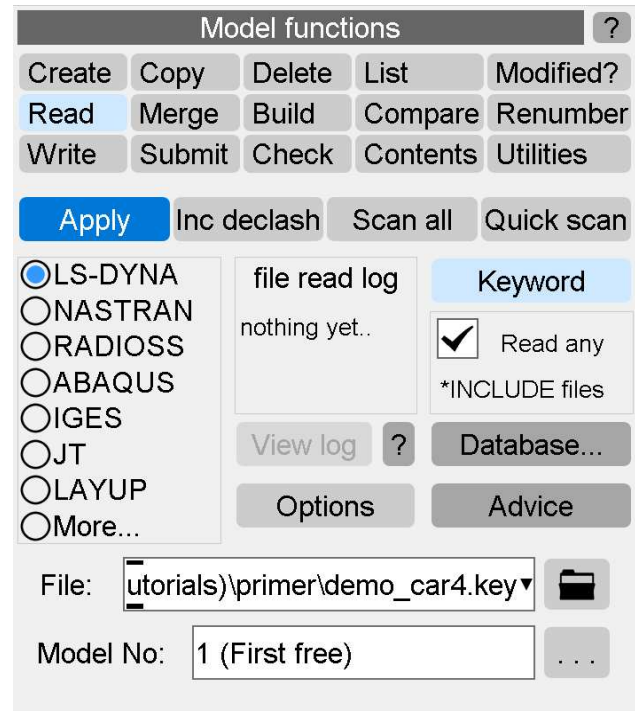 Model functions ?
Create Copy Delete List Modified?
Read Merge Build Compare Renumber
Write Submit Check Contents Utilities
Apply Inc declash Scan all Quick scan
LS-DYNA
NASTRAN
RADIOSS
ABAQUS
IGES
JT
LAYUP
More...
file read log
nothing yet..
View log ?
Options
Keyword
Read any
*INCLUDE files
Database...
Advice
File: utorials)\primer\demo_car4.key
Model No: 1 (First free) . . .